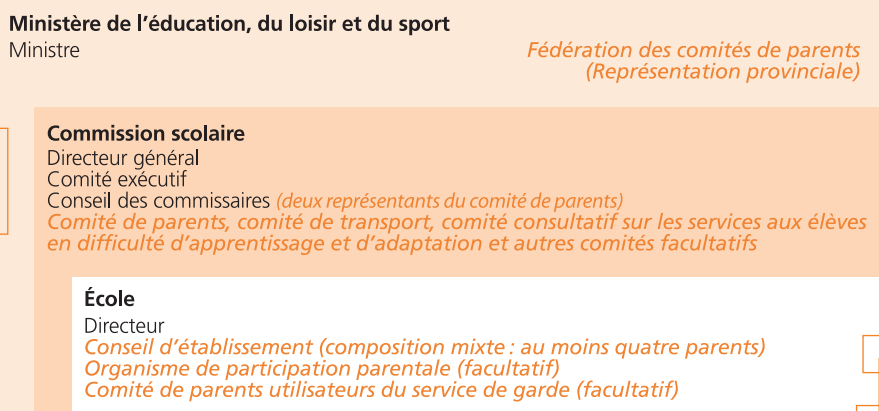 Ministère de l’éducation, du loisir et du sport
Ministre
Fédération des comités de parents
(Représentation provinciale)
Commission scolaire
Directeur général
Comité exécutif
Conseil des commissaires (deux représentants du comité de parents)
Comité de parents, comité de transport, comité consultatif sur les services aux élèves
en difficulté d’apprentissage et d’adaptation et autres comités facultatifs
École
Directeur
Conseil d’établissement (composition mixte : au moins quatre parents)
Organisme de participation parentale (facultatif)
Comité de parents utilisateurs du service de garde (facultatif)